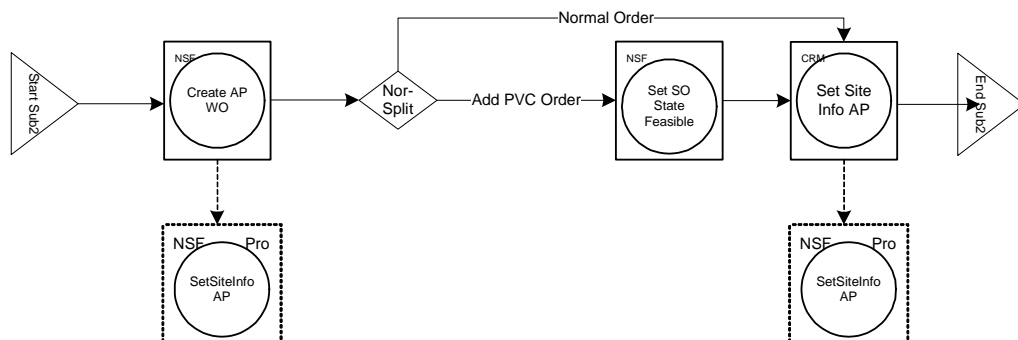 Normal Order
Start Sub2
NSF
Create AP
WO
Nor-
Split
Add PVC Order
NSF
Set SO
State
Feasible
CRM
Set Site
Info AP
End Sub2
NSF Pro
SetSiteInfo
AP
NSF Pro
SetSiteInfo
AP